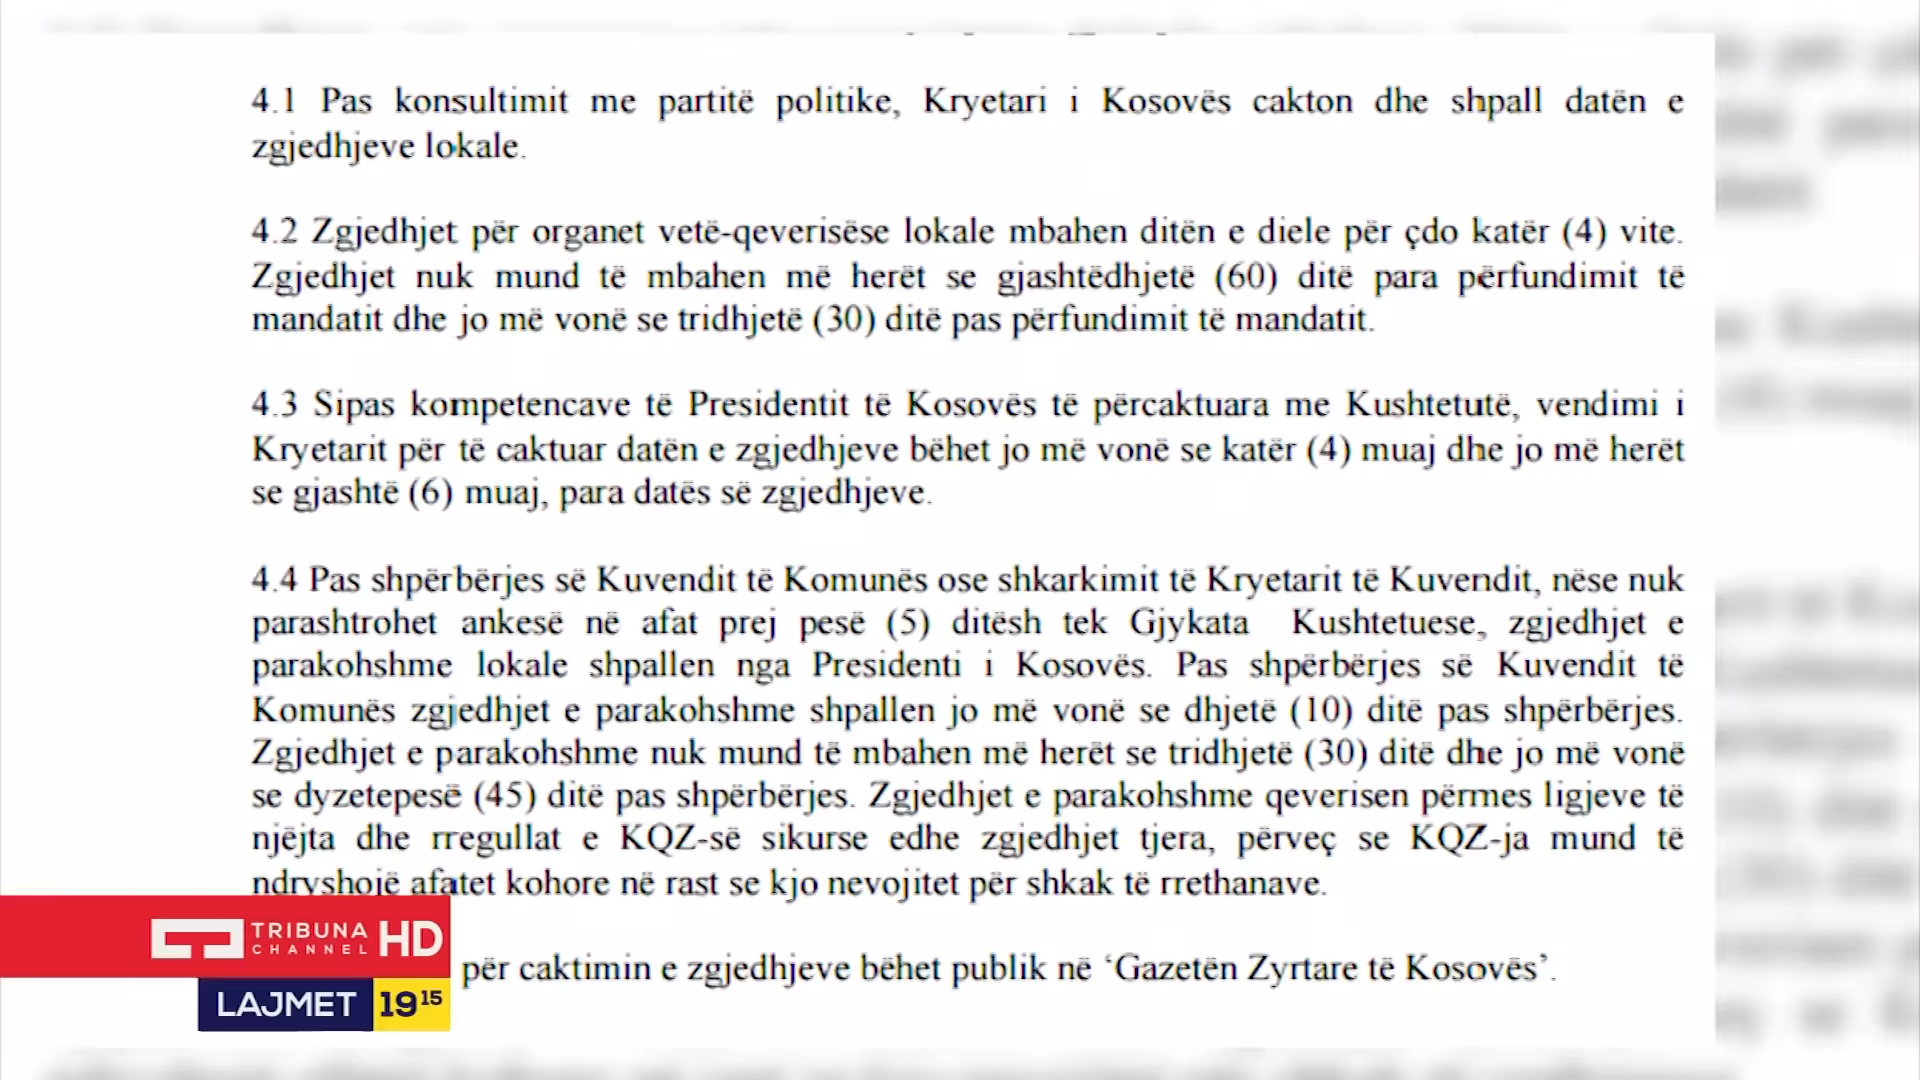 4.1 Pas konsultimit me partitë politike, Kryetari i Kosovës cakton dhe shpall datën e
zgjedhjeve lokale.
4.2 Zgjedhjet për organet vetë-qeverisëse lokale mbahen ditën e diele për çdo katër (4) vite.
Zgjedhjet nuk mund të mbahen më herët se gjashtëdhjetë (60) ditë para përfundimit të
mandatit dhe jo më vonë se tridhjetë (30) ditë pas përfundimit të mandatit.
4.3 Sipas kompetencave të Presidentit të Kosovës të përcaktuara me Kushtetutë, vendimi i
Kryetarit për të caktuar datën e zgjedhjeve bëhet jo më vonë se katër (4) muaj dhe jo më herët
se gjashtë (6) muaj, para datës së zgjedhjeve.
4.4 Pas shpërbërjes së Kuvendit të Komunës ose shkarkimit të Kryetarit të Kuvendit, nëse nuk
parashtrohet ankesë në afat prej pesë (5) ditësh tek Gjykata Kushtetuese, zgjedhjet e
parakohshme lokale shpallen nga Presidenti i Kosovës. Pas shpërbërjes së Kuvendit të
Komunës zgjedhjet e parakohshme shpallen jo më vonë se dhjetë (10) ditë pas shpërbërjes.
Zgjedhjet e parakohshme nuk mund të mbahen më herët se tridhjetë (30) ditë dhe jo më vonë
se dyzetepesë (45) ditë pas shpërbërjes. Zgjedhjet e parakohshme qeverisen përmes ligjeve të
njëjta dhe rregullat e KQZ-së sikurse edhe zgjedhjet tjera, përveç se KQZ-ja mund të
ndryshojë afatet kohore në rast se kjo nevojitet për shkak të rrethanave.
për caktimin e zgjedhjeve bëhet publik në ‘Gazetën Zyrtare të Kosovës’.
TRIBUNA
CHANNEL
HD
LAJMET 19 15